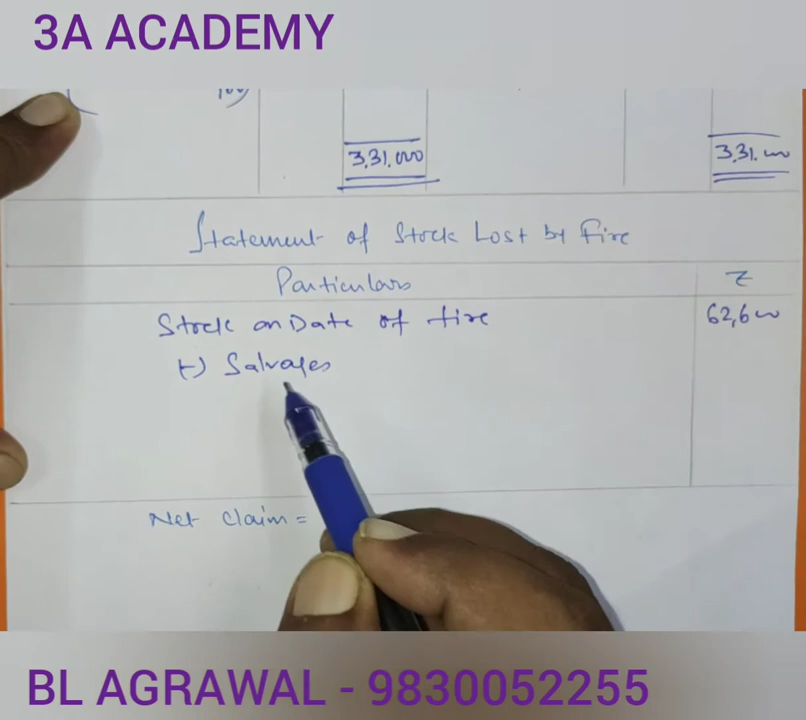 3A ACADEMY
3,31,000 3,31,000
Statement of Stock Lost by Fire
Particulars ₹
Stock on Date of fire 62,600
(-) Salvages
Net Claim =
BL AGRAWAL - 9830052255